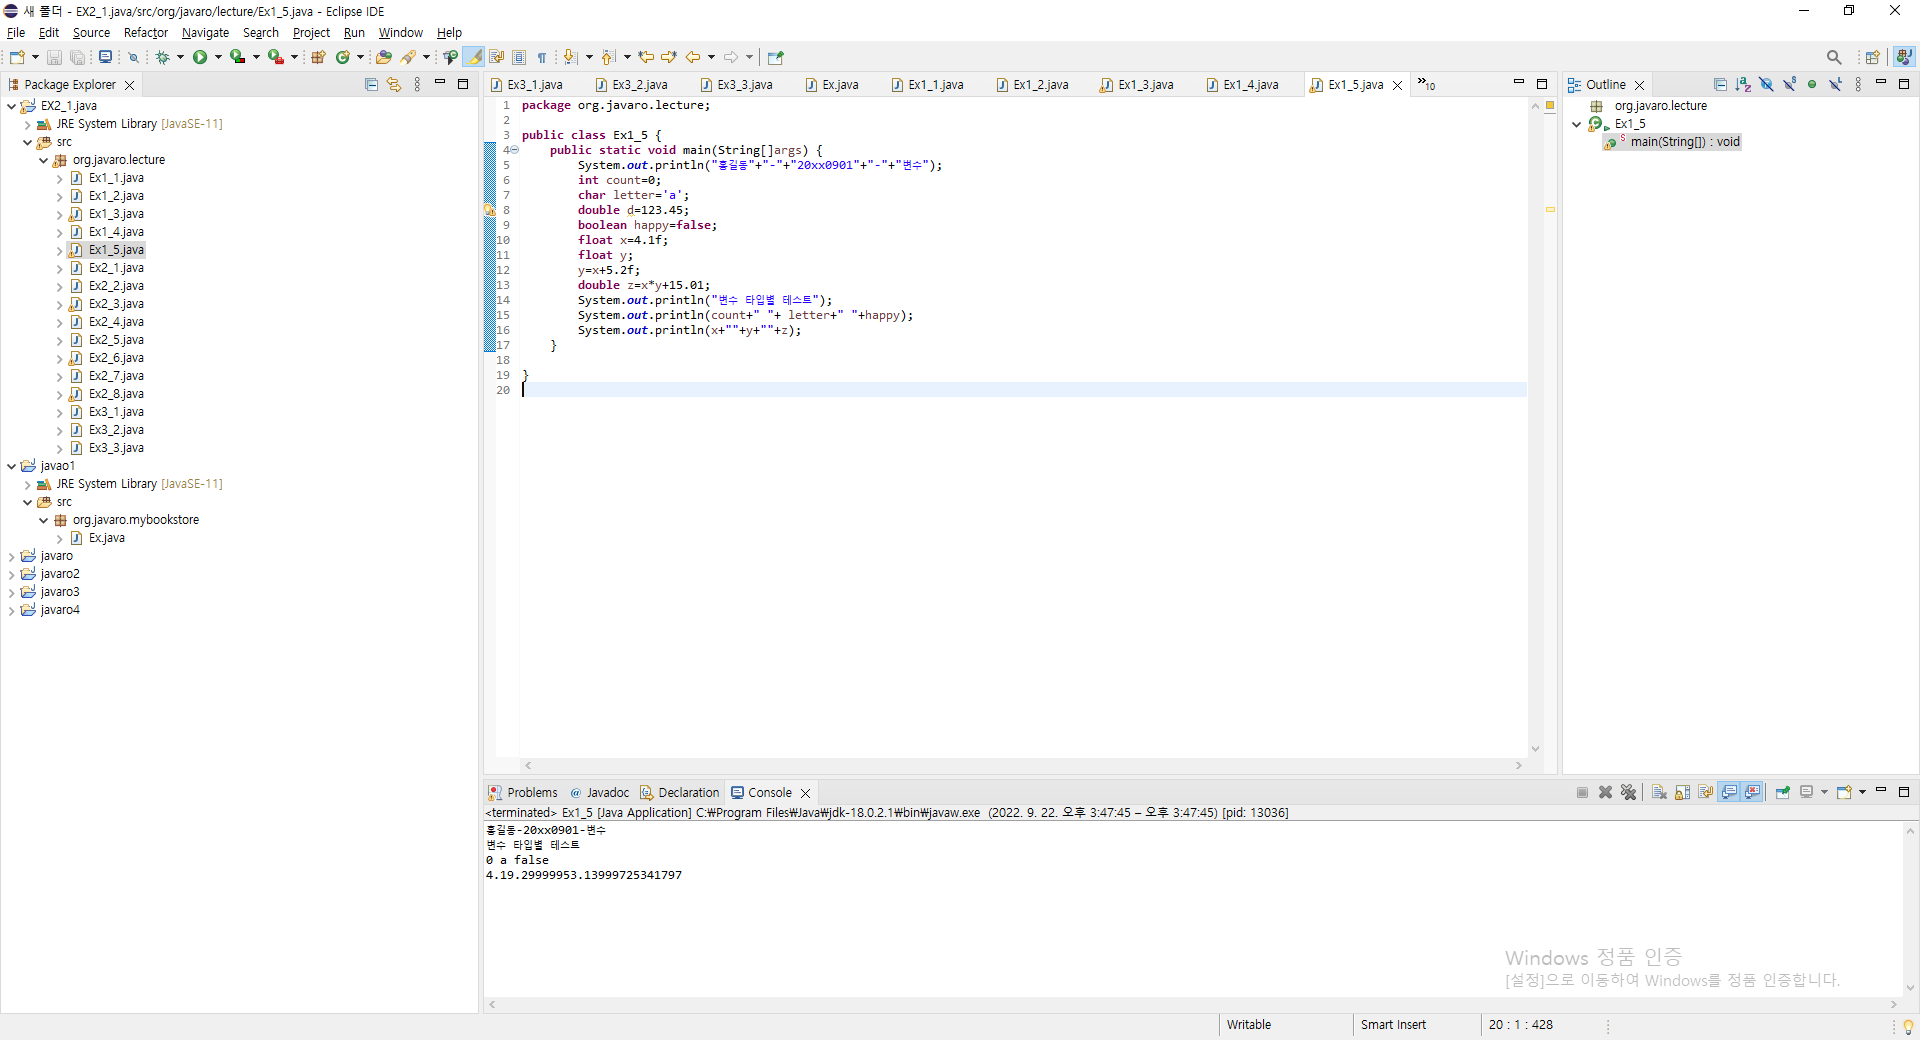 새 폴더 - EX2_1.java/src/org/javaro/lecture/Ex1_5.java - Eclipse IDE
File Edit Source Refactor Navigate Search Project Run Window Help
Package Explorer
EX2_1.java
JRE System Library [JavaSE-11]
src
org.javaro.lecture
Ex1_1.java
Ex1_2.java
Ex1_3.java
Ex1_4.java
Ex1_5.java
Ex2_1.java
Ex2_2.java
Ex2_3.java
Ex2_4.java
Ex2_5.java
Ex2_6.java
Ex2_7.java
Ex2_8.java
Ex3_1.java
Ex3_2.java
Ex3_3.java
javao1
JRE System Library [JavaSE-11]
src
org.javaro.mybookstore
Ex.java
javaro
javaro2
javaro3
javaro4
Ex3_1.java Ex3_2.java Ex3_3.java Ex.java Ex1_1.java Ex1_2.java Ex1_3.java Ex1_4.java Ex1_5.java »10
1 package org.javaro.lecture;
2
3 public class Ex1_5 {
4 public static void main(String[]args) {
5 System.out.println("홍길동"+"-"+"20xx0901"+"-"+"변수");
6 int count=0;
7 char letter='a';
8 double d=123.45;
9 boolean happy=false;
10 float x=4.1f;
11 float y;
12 y=x+5.2f;
13 double z=x*y+15.01;
14 System.out.println("변수 타입별 테스트");
15 System.out.println(count+" "+ letter+" "+happy);
16 System.out.println(x+""+y+""+z);
17 }
18
19 }
20
Outline
org.javaro.lecture
Ex1_5
main(String[]) : void
Problems Javadoc Declaration Console
<terminated> Ex1_5 [Java Application] C:₩Program Files₩Java₩jdk-18.0.2.1₩bin₩javaw.exe (2022. 9. 22. 오후 3:47:45 – 오후 3:47:45) [pid: 13036]
홍길동-20xx0901-변수
변수 타입별 테스트
0 a false
4.19.29999953.13999725341797
Windows 정품 인증
[설정]으로 이동하여 Windows를 정품 인증합니다.
Writable Smart Insert 20 : 1 : 428